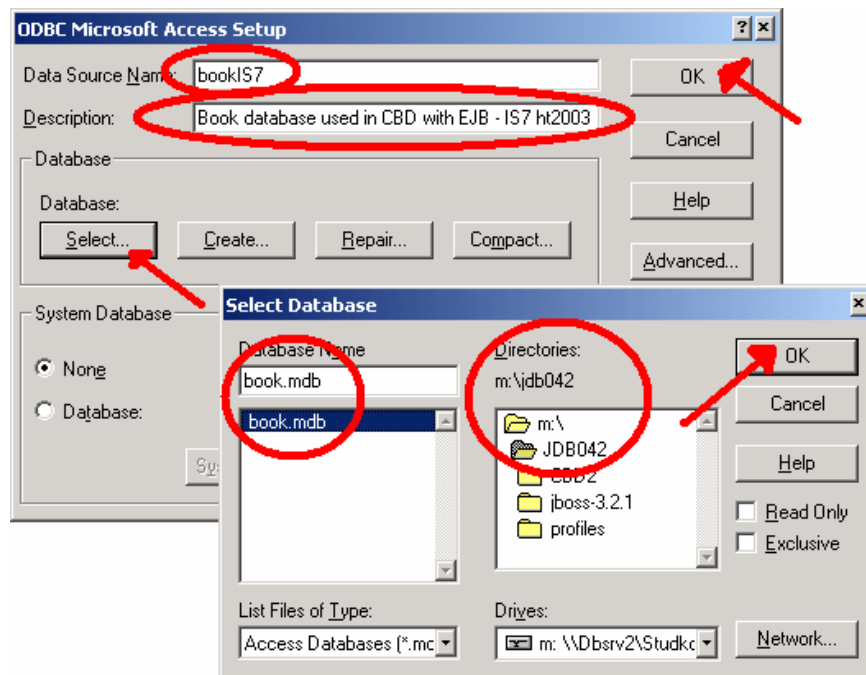 ODBC Microsoft Access Setup
Data Source Name: bookIS7
OK
Description: Book database used in CBD with EJB - IS7 ht2003
Cancel
Database
Database:
Help
Select... Create... Repair... Compact...
Advanced...
System Database
None
Database:
Select Database
Database Name
book.mdb
book.mdb
Directories:
m:\jdb042
m:\
JDB042
CBD2
jboss-3.2.1
profiles
OK
Cancel
Help
Read Only
Exclusive
List Files of Type:
Access Databases (*.mc
Drives:
m: \\Dbsrv2\Studkc
Network...